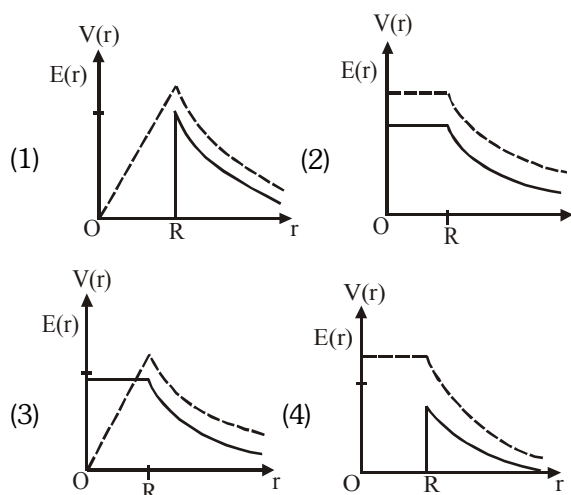 V(r)
E(r)
(1)
O
R
r
V(r)
E(r)
(2)
R
V(r)
E(r)
(3)
O
R
r
V(r)
E(r)
(4)
O
R
r